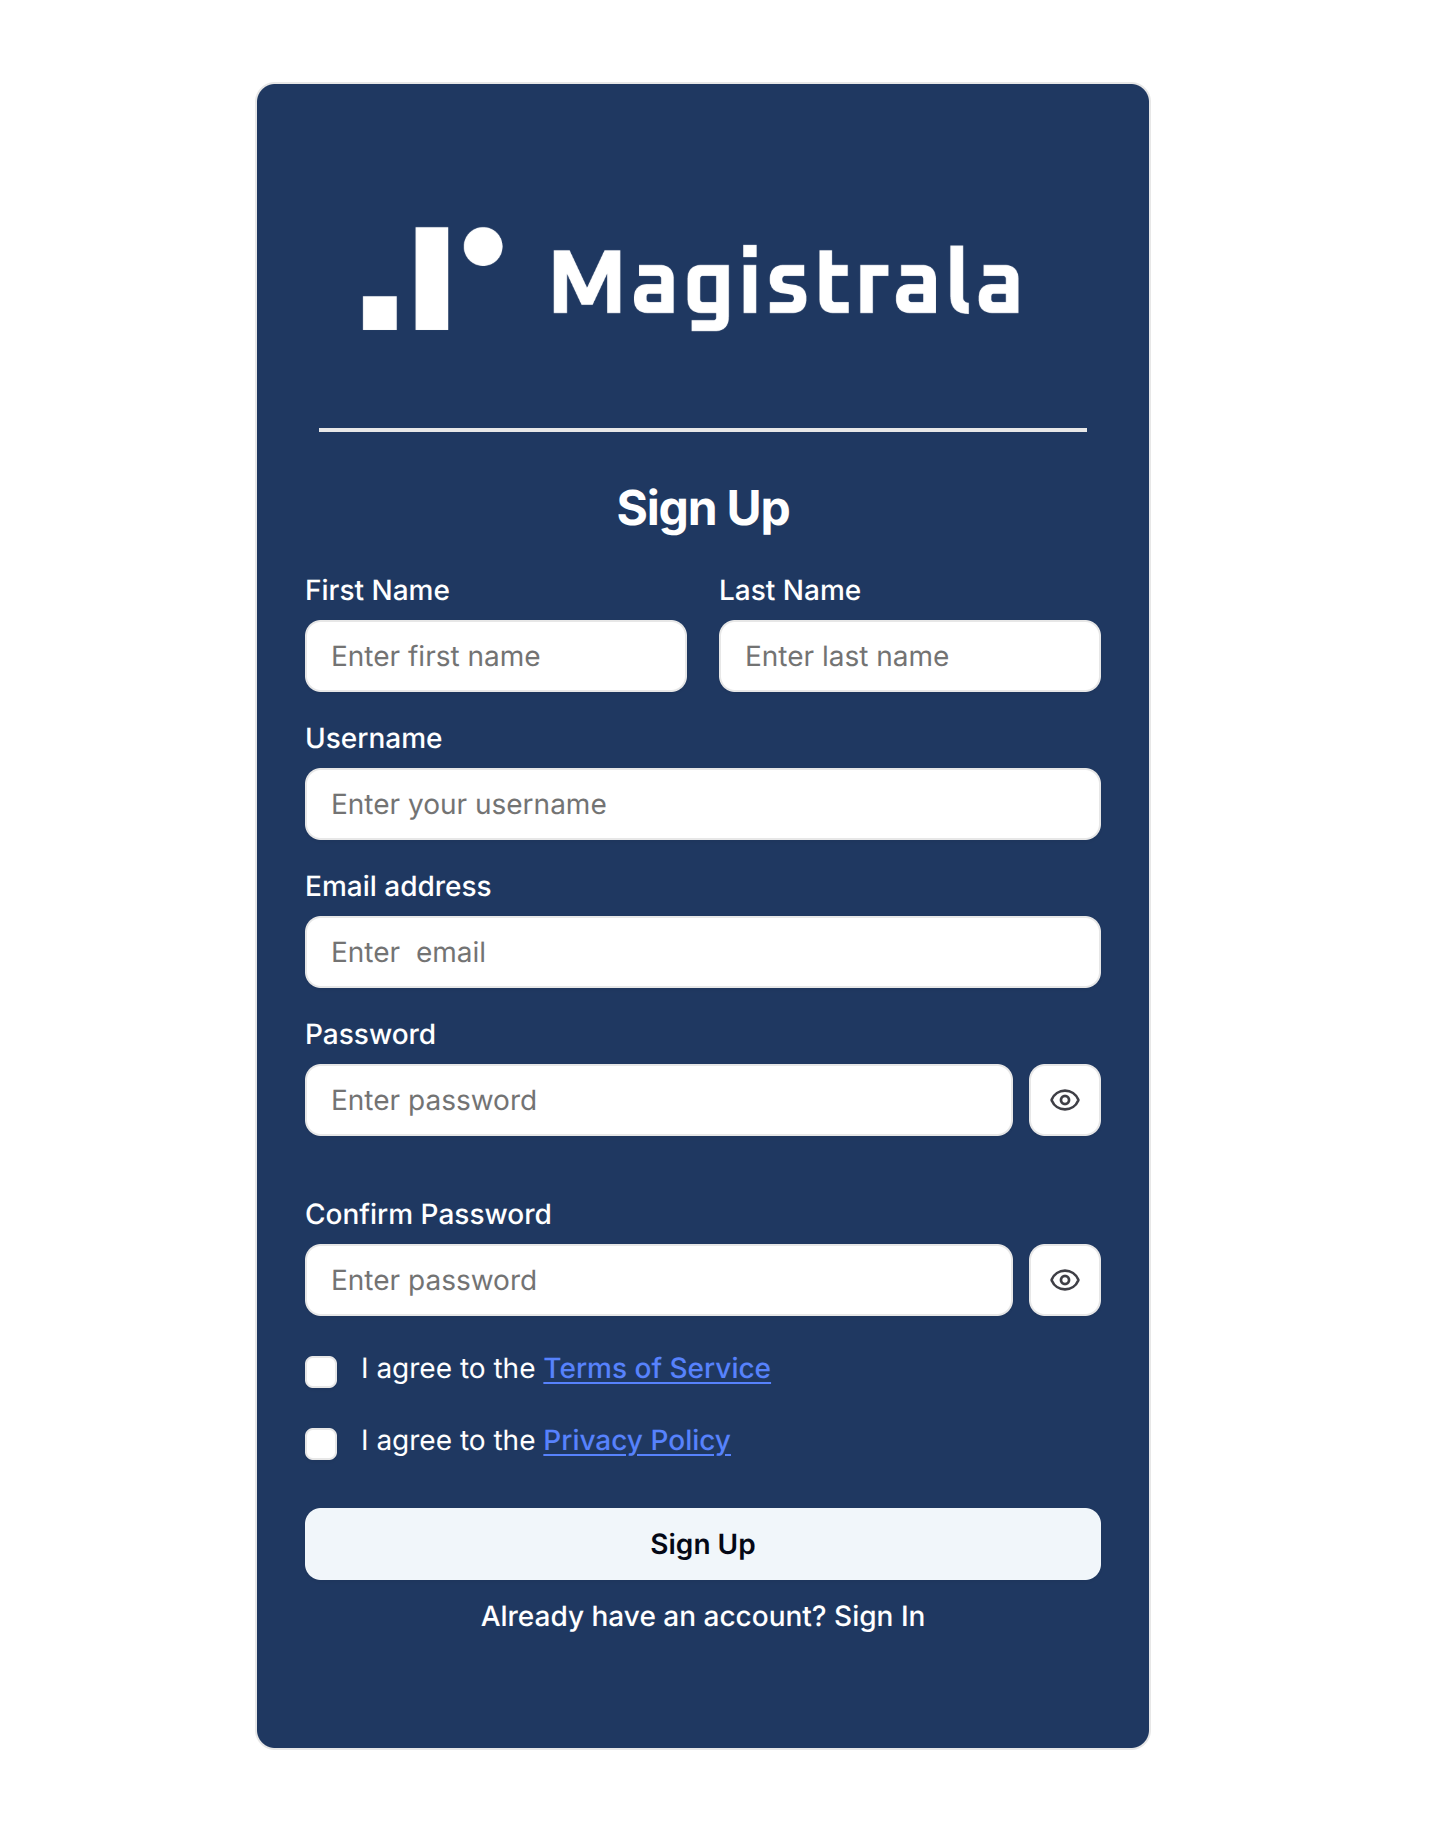 Magistrala
Sign Up
First Name
Last Name
Enter first name
Enter last name
Username
Enter your username
Email address
Enter  email
Password
Enter password
Confirm Password
Enter password
I agree to the Terms of Service
I agree to the Privacy Policy
Sign Up
Already have an account? Sign In